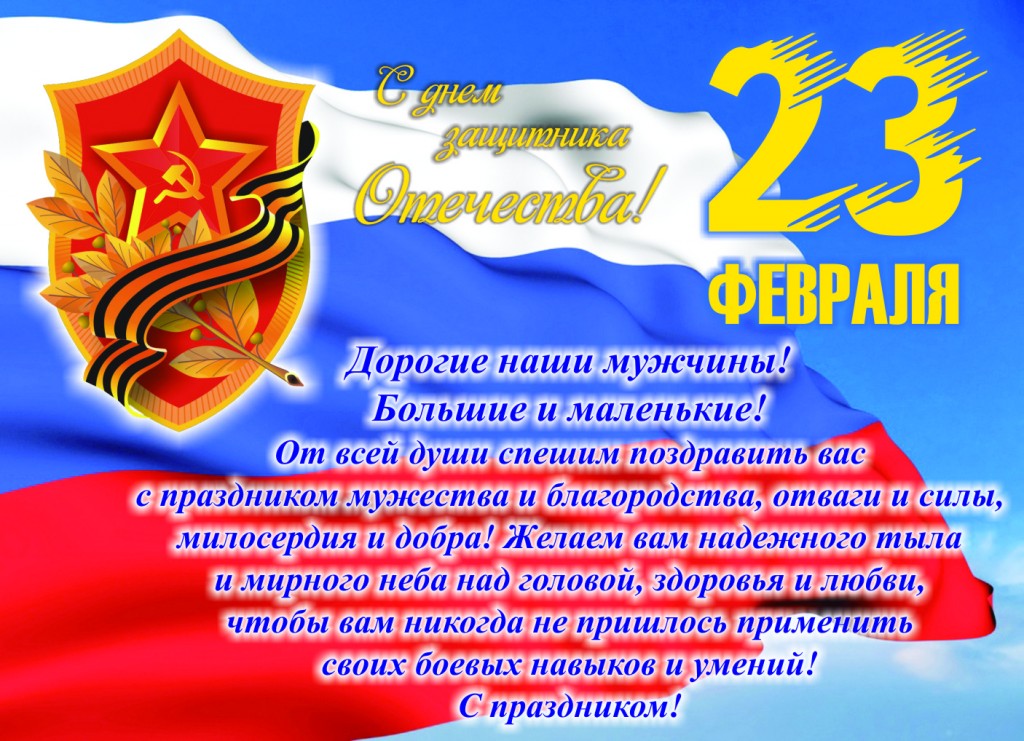 С днем
защитника
Отечества!
23
ФЕВРАЛЯ
Дорогие наши мужчины!
Большие и маленькие!
От всей души спешим поздравить вас
с праздником мужества и благородства, отваги и силы,
милосердия и добра! Желаем вам надежного тыла
и мирного неба над головой, здоровья и любви,
чтобы вам никогда не пришлось применить
своих боевых навыков и умений!
С праздником!